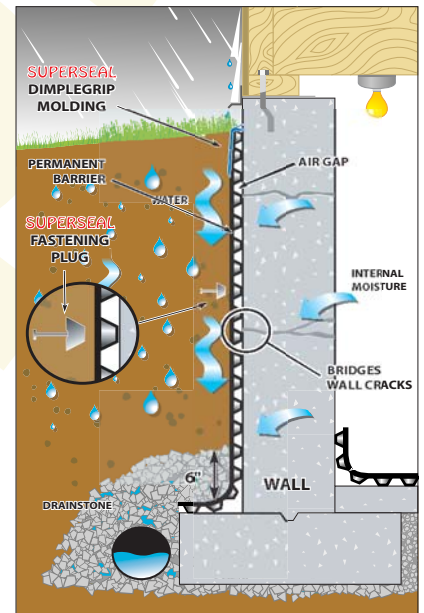 SUPERSEAL
DIMPLEGRIP
MOLDING
PERMANENT
BARRIER
AIR GAP
WATER
SUPERSEAL
FASTENING
PLUG
INTERNAL
MOISTURE
BRIDGES
WALL CRACKS
6"
WALL
DRAINSTONE